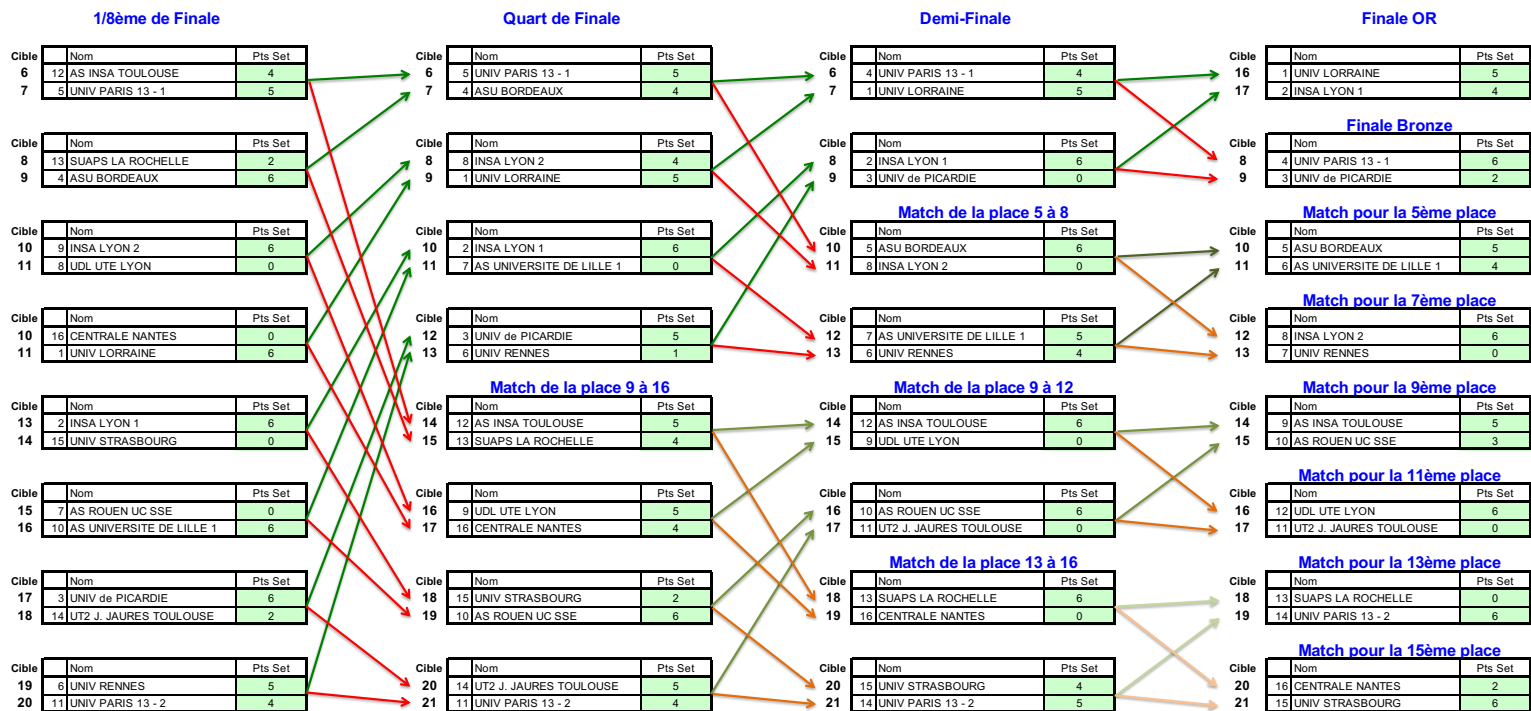 1/8ème de Finale
Cible Nom Pts Set
6 12 AS INSA TOULOUSE 4
7 5 UNIV PARIS 13 - 1 5
Cible Nom Pts Set
8 13 SUAPS LA ROCHELLE 2
9 4 ASU BORDEAUX 6
Cible Nom Pts Set
10 9 INSA LYON 2 6
11 8 UDL UTE LYON 0
Cible Nom Pts Set
10 16 CENTRALE NANTES 0
11 1 UNIV LORRAINE 6
Cible Nom Pts Set
13 2 INSA LYON 1 6
14 15 UNIV STRASBOURG 0
Cible Nom Pts Set
15 7 AS ROUEN UC SSE 0
16 10 AS UNIVERSITE DE LILLE 1 6
Cible Nom Pts Set
17 3 UNIV de PICARDIE 6
18 14 UT2 J. JAURES TOULOUSE 2
Cible Nom Pts Set
19 6 UNIV RENNES 5
20 11 UNIV PARIS 13 - 2 4
Quart de Finale
Cible Nom Pts Set
6 5 UNIV PARIS 13 - 1 5
7 4 ASU BORDEAUX 4
Cible Nom Pts Set
8 8 INSA LYON 2 4
9 1 UNIV LORRAINE 5
Cible Nom Pts Set
10 2 INSA LYON 1 6
11 7 AS UNIVERSITE DE LILLE 1 0
Cible Nom Pts Set
12 3 UNIV de PICARDIE 5
13 6 UNIV RENNES 1
Match de la place 9 à 16
Cible Nom Pts Set
14 12 AS INSA TOULOUSE 5
15 13 SUAPS LA ROCHELLE 4
Cible Nom Pts Set
16 9 UDL UTE LYON 5
17 16 CENTRALE NANTES 4
Cible Nom Pts Set
18 15 UNIV STRASBOURG 2
19 10 AS ROUEN UC SSE 6
Cible Nom Pts Set
20 14 UT2 J. JAURES TOULOUSE 5
21 11 UNIV PARIS 13 - 2 4
Demi-Finale
Cible Nom Pts Set
6 4 UNIV PARIS 13 - 1 4
7 1 UNIV LORRAINE 5
Cible Nom Pts Set
8 2 INSA LYON 1 6
9 3 UNIV de PICARDIE 0
Match de la place 5 à 8
Cible Nom Pts Set
10 5 ASU BORDEAUX 6
11 8 INSA LYON 2 0
Cible Nom Pts Set
12 7 AS UNIVERSITE DE LILLE 1 5
13 6 UNIV RENNES 4
Match de la place 9 à 12
Cible Nom Pts Set
14 12 AS INSA TOULOUSE 6
15 9 UDL UTE LYON 0
Cible Nom Pts Set
16 10 AS ROUEN UC SSE 6
17 11 UT2 J. JAURES TOULOUSE 0
Match de la place 13 à 16
Cible Nom Pts Set
18 13 SUAPS LA ROCHELLE 6
19 16 CENTRALE NANTES 0
Cible Nom Pts Set
20 15 UNIV STRASBOURG 4
21 14 UNIV PARIS 13 - 2 5
Finale OR
Cible Nom Pts Set
16 1 UNIV LORRAINE 5
17 2 INSA LYON 1 4
Finale Bronze
Cible Nom Pts Set
8 4 UNIV PARIS 13 - 1 6
9 3 UNIV de PICARDIE 2
Match pour la 5ème place
Cible Nom Pts Set
10 5 ASU BORDEAUX 5
11 6 AS UNIVERSITE DE LILLE 1 4
Match pour la 7ème place
Cible Nom Pts Set
12 8 INSA LYON 2 6
13 7 UNIV RENNES 0
Match pour la 9ème place
Cible Nom Pts Set
14 9 AS INSA TOULOUSE 5
15 10 AS ROUEN UC SSE 3
Match pour la 11ème place
Cible Nom Pts Set
16 12 UDL UTE LYON 6
17 11 UT2 J. JAURES TOULOUSE 0
Match pour la 13ème place
Cible Nom Pts Set
18 13 SUAPS LA ROCHELLE 0
19 14 UNIV PARIS 13 - 2 6
Match pour la 15ème place
Cible Nom Pts Set
20 16 CENTRALE NANTES 2
21 15 UNIV STRASBOURG 6